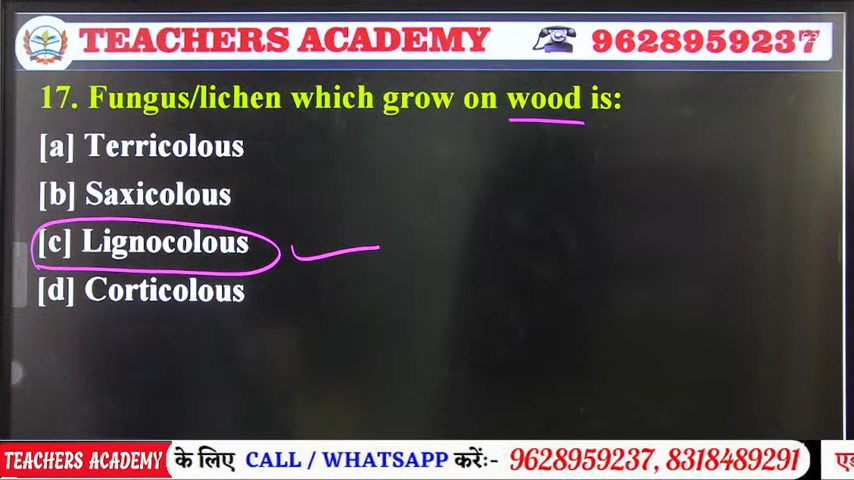 TEACHERS ACADEMY 9628959237
17. Fungus/lichen which grow on wood is:
[a] Terricolous
[b] Saxicolous
[c] Lignocolous
[d] Corticolous
TEACHERS ACADEMY के लिए CALL / WHATSAPP करेंः- 9628959237, 8318489291